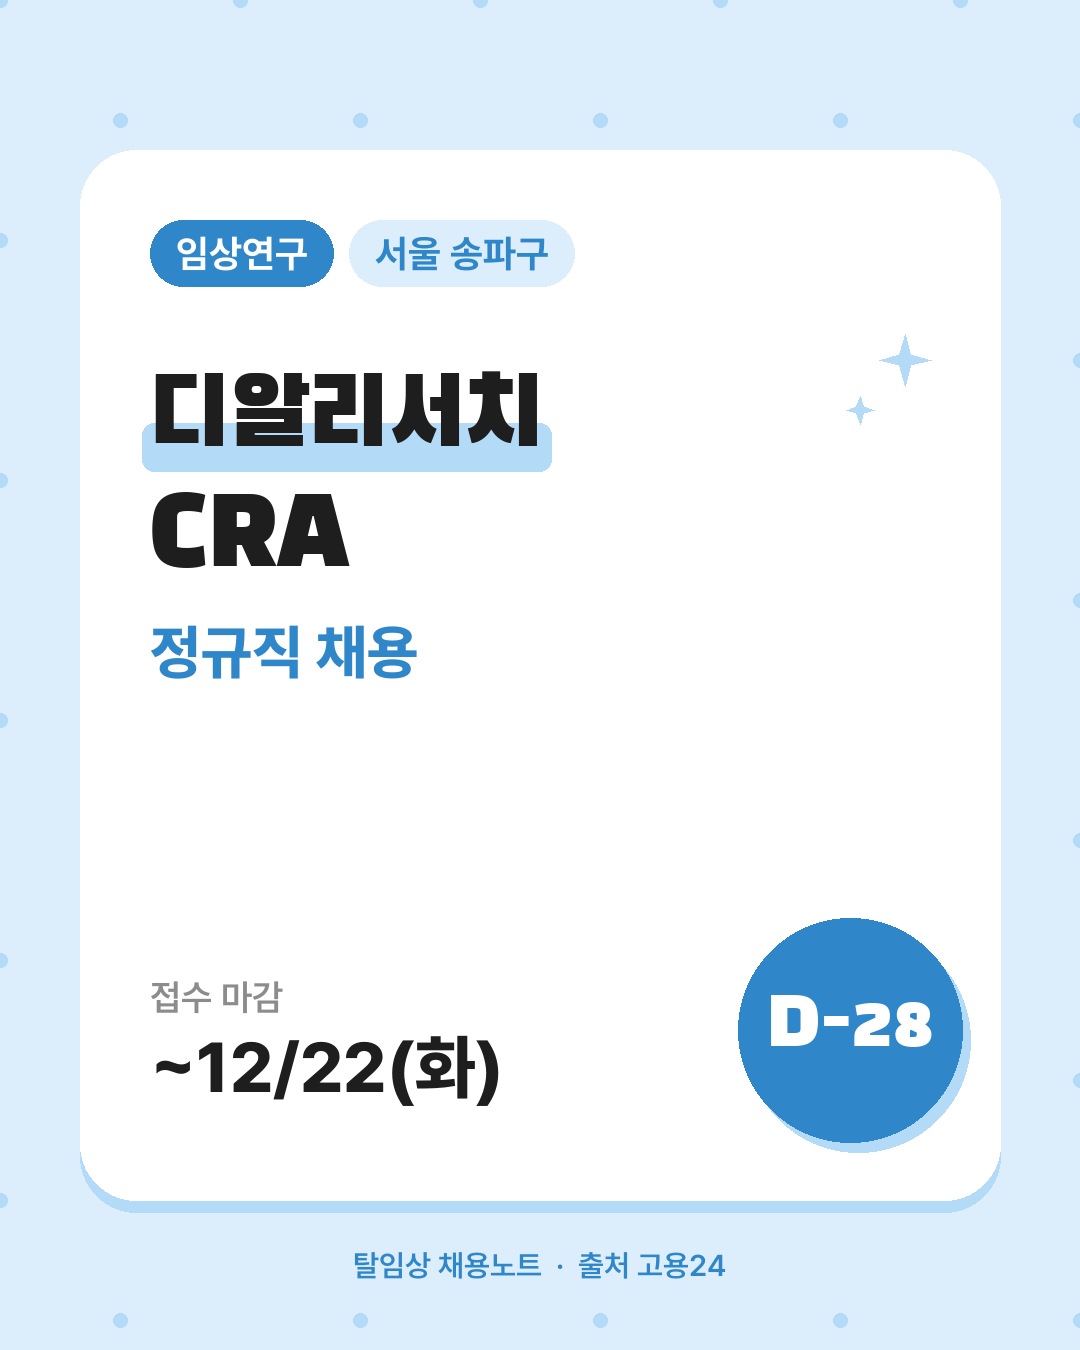 임상연구 서울 송파구
디알리서치
CRA
정규직 채용
접수 마감
~12/22(화)
D-28
탈임상 채용노트 · 출처 고용24